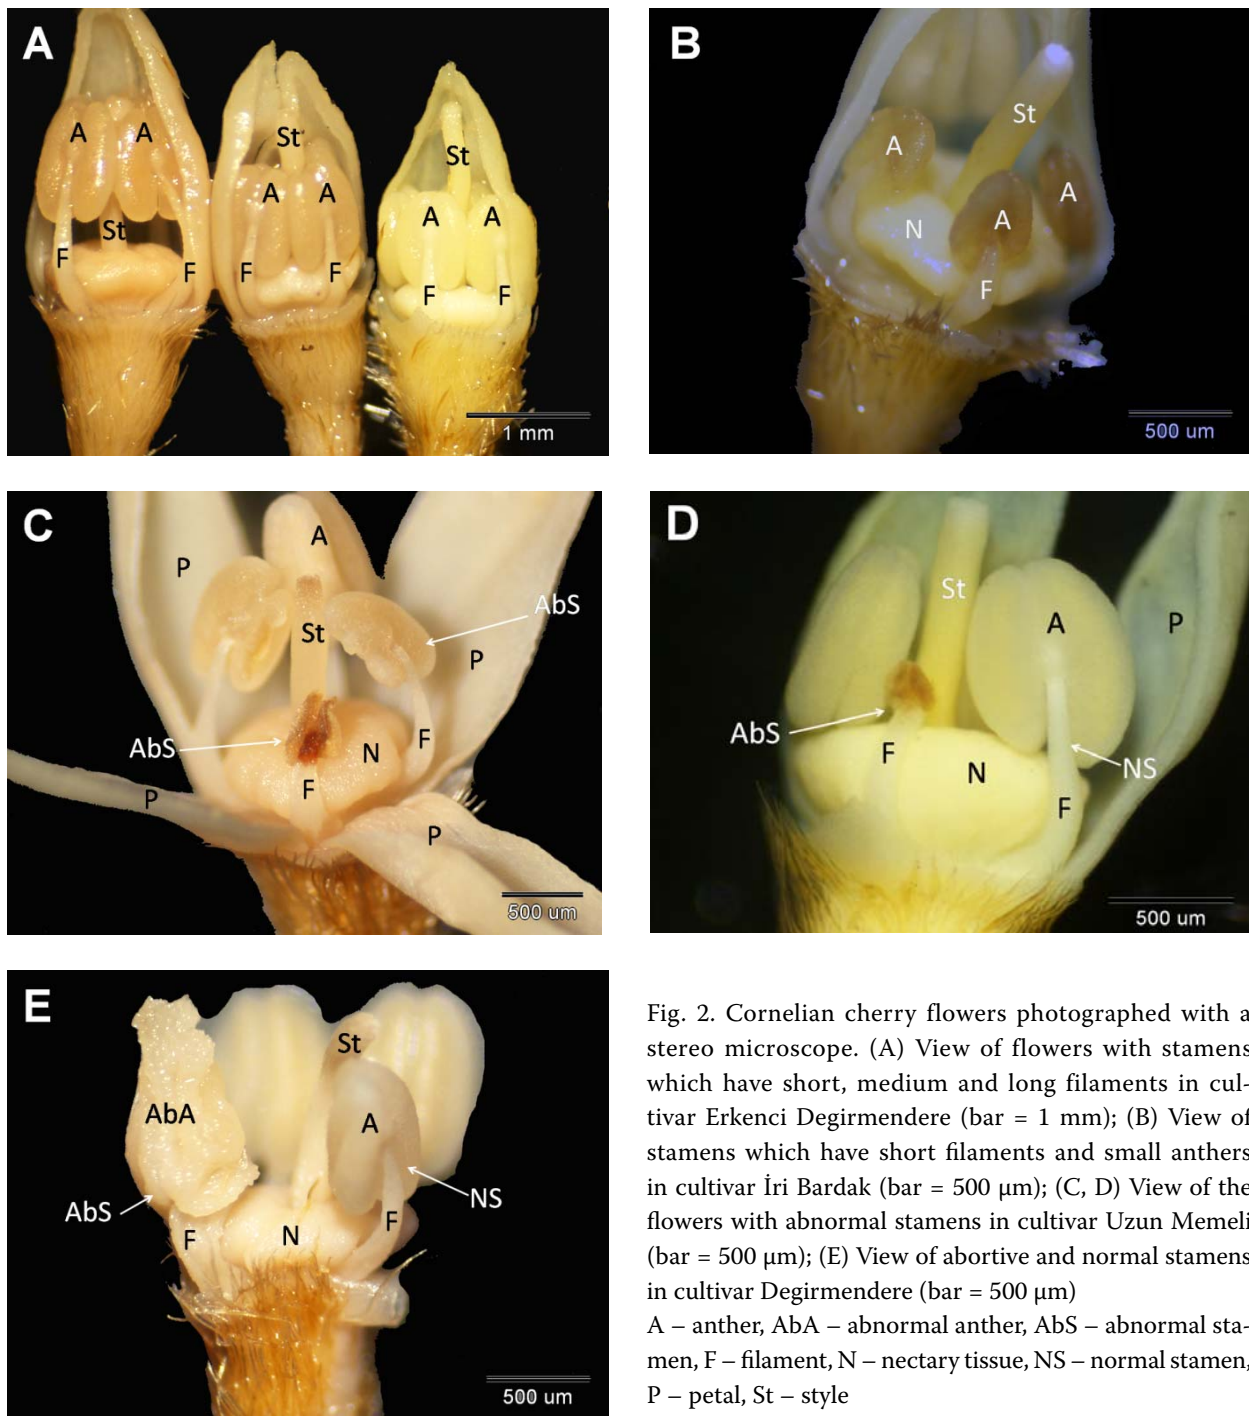 A
A A St A A St A A
St
St
F F F F F F
1 mm
B
St
A A
A
N
F
500 um
C
A
P
AbS
St
P
AbS
N F
F
P
P
500 um
D
St
A P
AbS
F N NS
F
500 um
E
St
AbA A
AbS NS
F N F
500 um
Fig. 2. Cornelian cherry flowers photographed with a
stereo microscope. (A) View of flowers with stamens
which have short, medium and long filaments in cul-
tivar Erkenci Degirmendere (bar = 1 mm); (B) View of
stamens which have short filaments and small anthers
in cultivar İri Bardak (bar = 500 µm); (C, D) View of the
flowers with abnormal stamens in cultivar Uzun Memeli
(bar = 500 µm); (E) View of abortive and normal stamens
in cultivar Degirmendere (bar = 500 µm)
A – anther, AbA – abnormal anther, AbS – abnormal sta-
men, F – filament, N – nectary tissue, NS – normal stamen,
P – petal, St – style